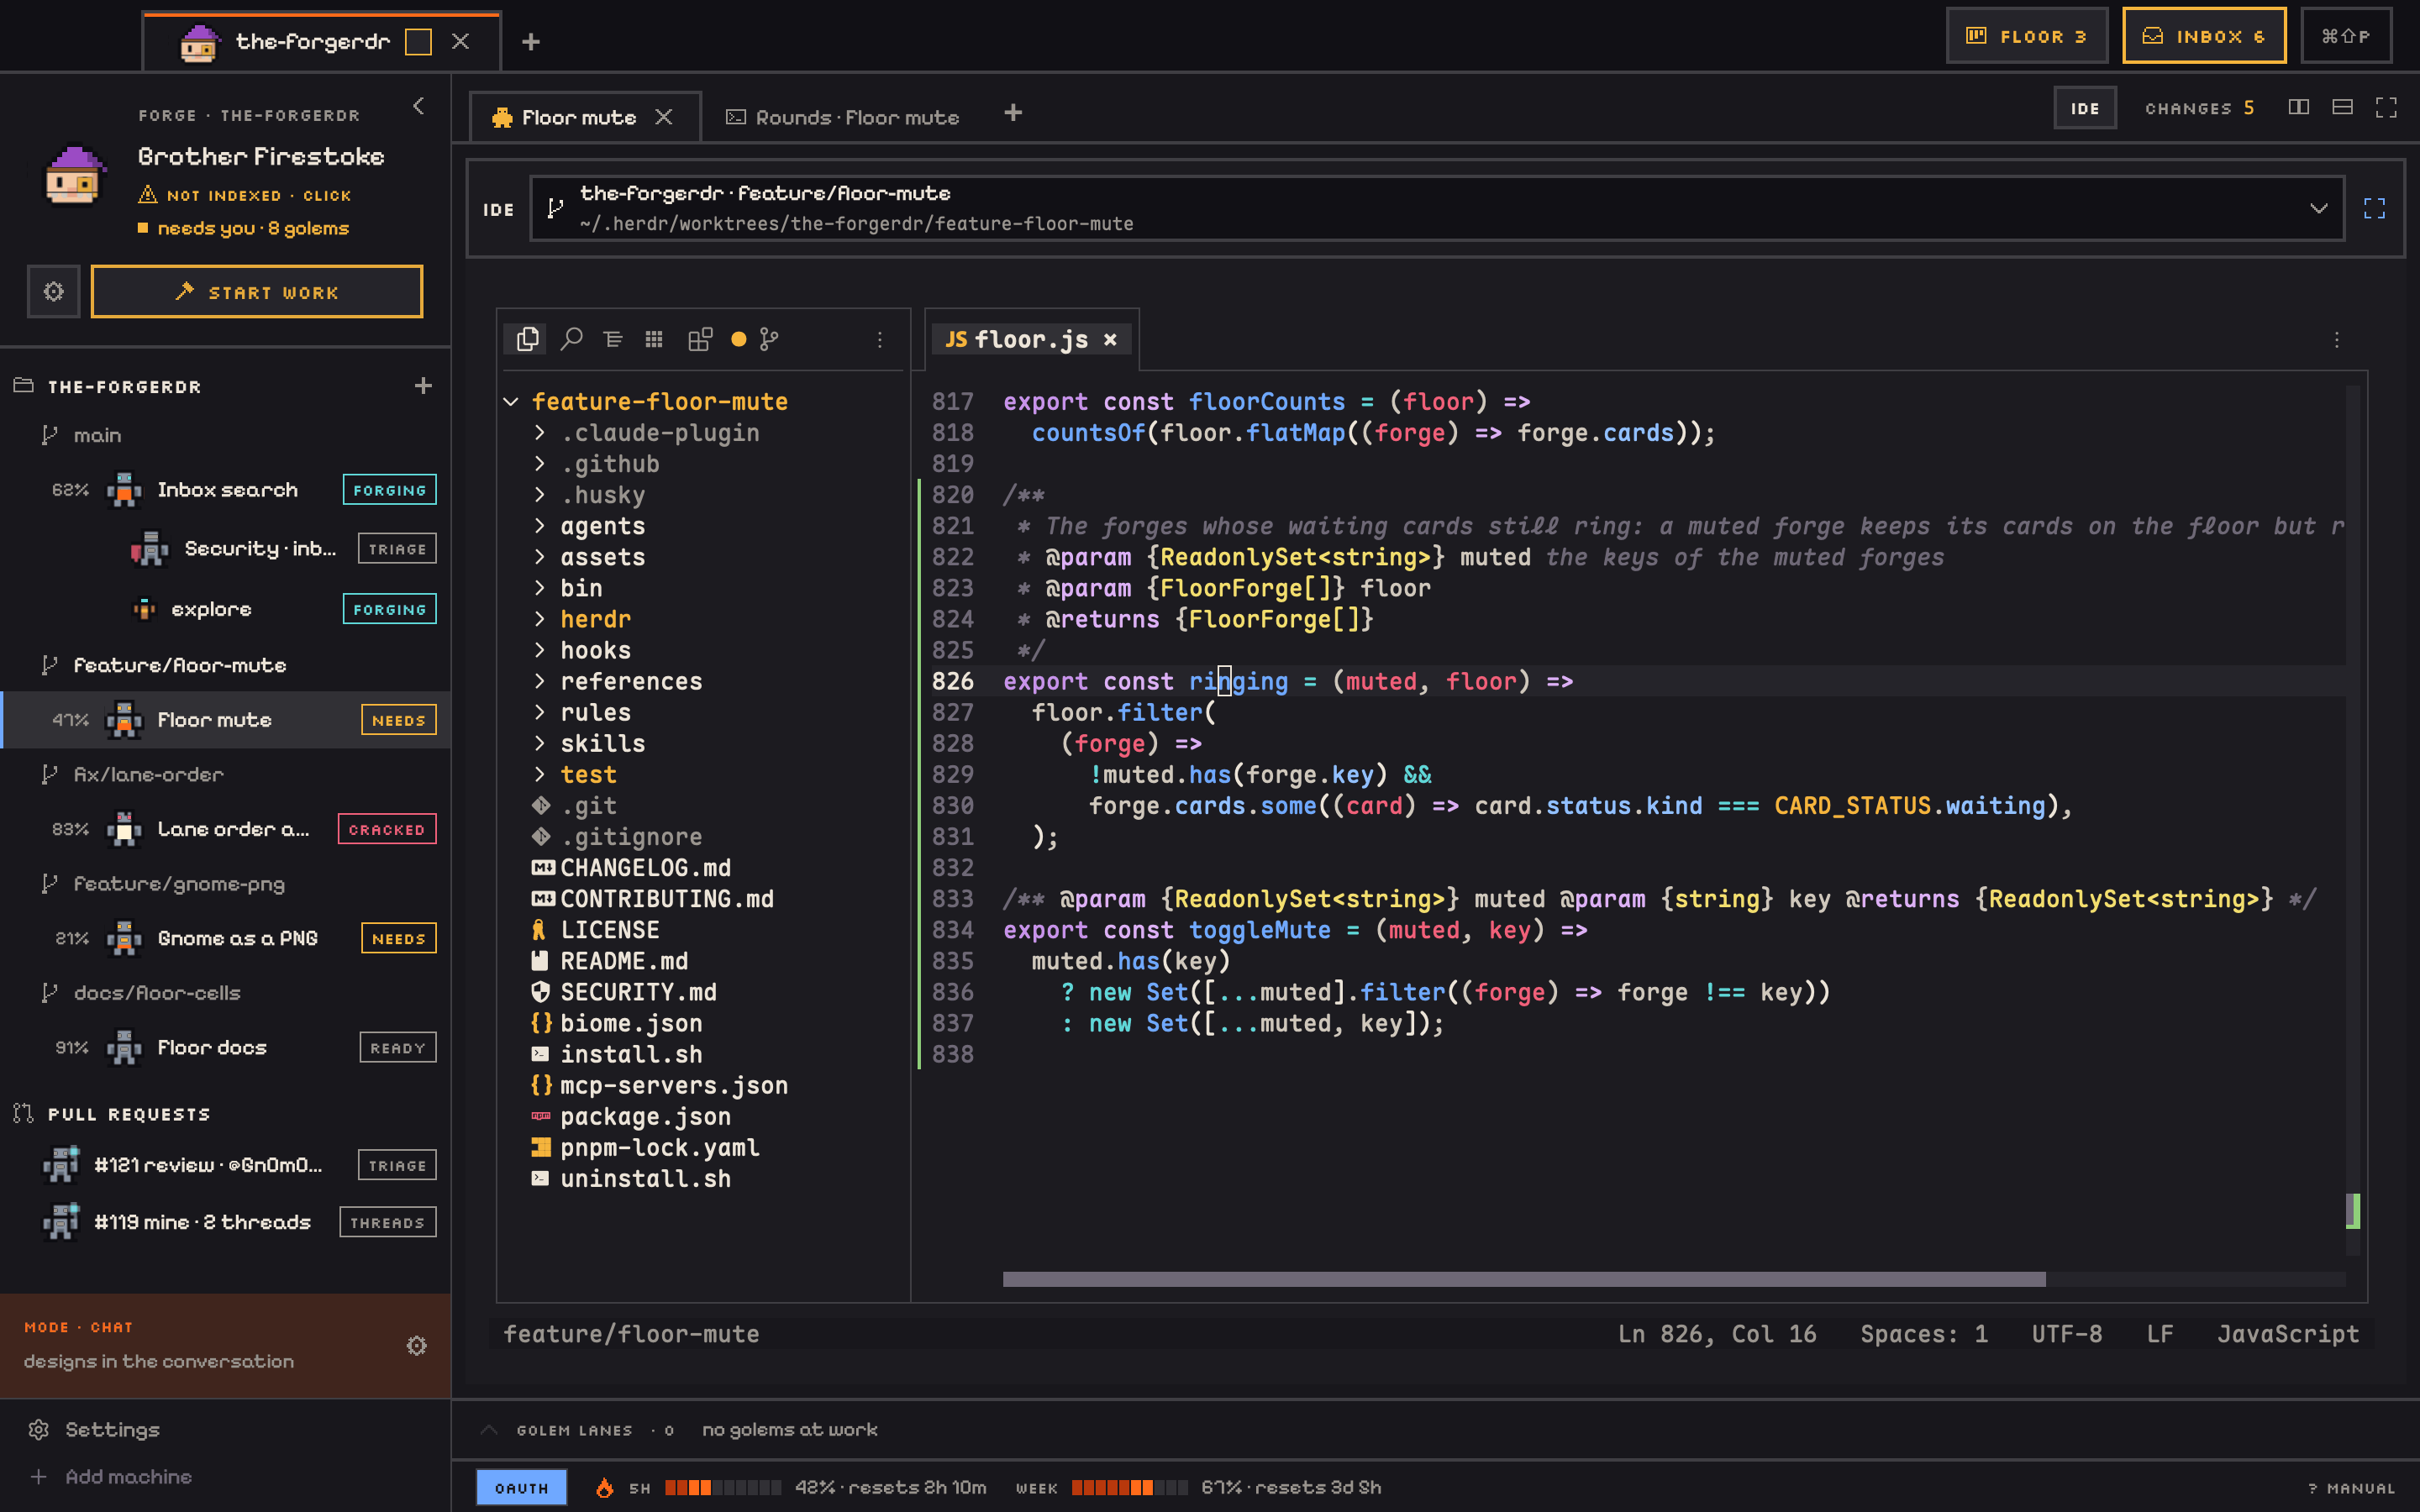 the-forgerdr
FLOOR 3
INBOX 6
⌘⇧P
FORGE · THE-FORGERDR
Brother Firestoke
NOT INDEXED · CLICK
needs you · 8 golems
START WORK
THE-FORGERDR
main
62% Inbox search FORGING
Security · inb... TRIAGE
explore FORGING
feature/floor-mute
47% Floor mute NEEDS
fix/lane-order
83% Lane order a... CRACKED
feature/gnome-png
21% Gnome as a PNG NEEDS
docs/floor-cells
91% Floor docs READY
PULL REQUESTS
#121 review · @Gn0m0... TRIAGE
#119 mine · 2 threads THREADS
MODE · CHAT
designs in the conversation
Settings
Add machine
Floor mute
Rounds · Floor mute
IDE
CHANGES 5
IDE
the-forgerdr · feature/floor-mute
~/.herdr/worktrees/the-forgerdr/feature-floor-mute
feature-floor-mute
.claude-plugin
.github
.husky
agents
assets
bin
herdr
hooks
references
rules
skills
test
.git
.gitignore
CHANGELOG.md
CONTRIBUTING.md
LICENSE
README.md
SECURITY.md
biome.json
install.sh
mcp-servers.json
package.json
pnpm-lock.yaml
uninstall.sh
JS floor.js
817 export const floorCounts = (floor) =>
818 countsOf(floor.flatMap((forge) => forge.cards));
819
820 /**
821 * The forges whose waiting cards still ring: a muted forge keeps its cards on the floor but r
822 * @param {ReadonlySet<string>} muted the keys of the muted forges
823 * @param {FloorForge[]} floor
824 * @returns {FloorForge[]}
825 */
826 export const ringing = (muted, floor) =>
827 floor.filter(
828 (forge) =>
829 !muted.has(forge.key) &&
830 forge.cards.some((card) => card.status.kind === CARD_STATUS.waiting),
831 );
832
833 /** @param {ReadonlySet<string>} muted @param {string} key @returns {ReadonlySet<string>} */
834 export const toggleMute = (muted, key) =>
835 muted.has(key)
836 ? new Set([...muted].filter((forge) => forge !== key))
837 : new Set([...muted, key]);
838
feature/floor-mute
Ln 826, Col 16 Spaces: 1 UTF-8 LF JavaScript
GOLEM LANES · 0 no golems at work
OAUTH 5H 42% · resets 2h 10m WEEK 67% · resets 3d 8h
? MANUAL